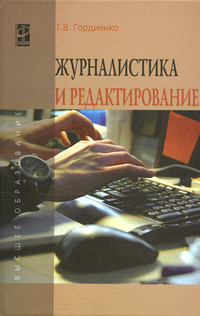 Т.В. Гордиенко
ЖУРНАЛИСТИКА
И РЕДАКТИРОВАНИЕ
ВЫСШЕЕ ОБРАЗОВАНИЕ